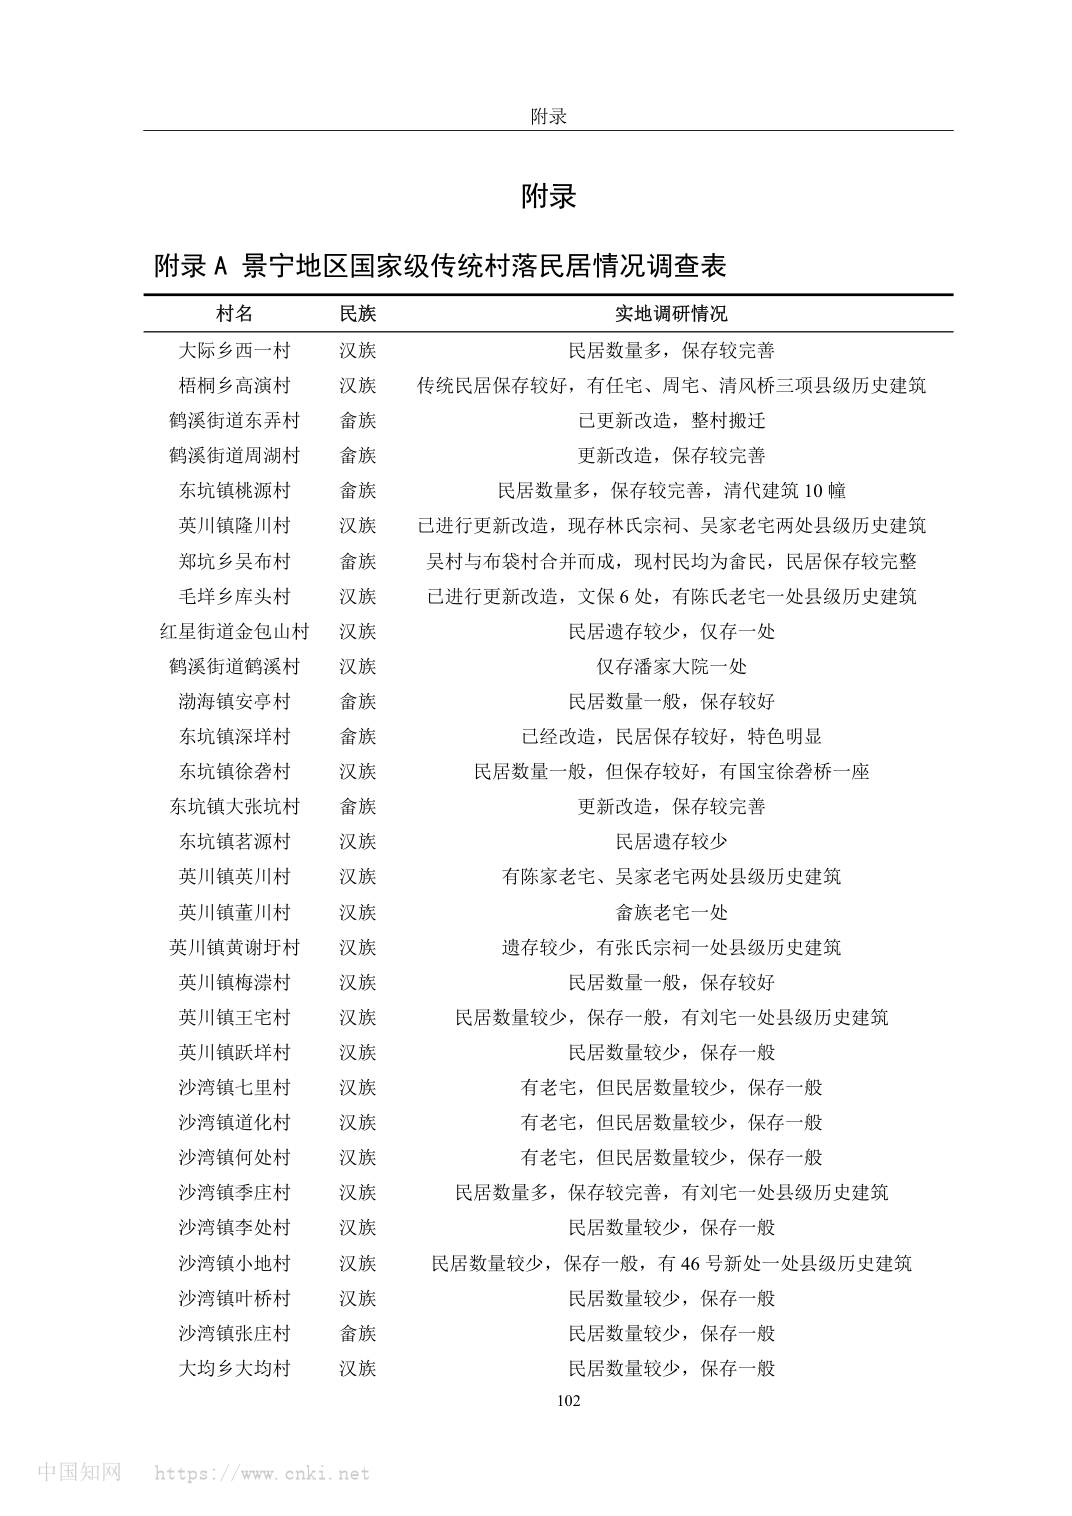 附录
附录
附录 A 景宁地区国家级传统村落民居情况调查表
村名 民族 实地调研情况
大际乡西一村 汉族 民居数量多，保存较完善
梧桐乡高演村 汉族 传统民居保存较好，有任宅、周宅、清风桥三项县级历史建筑
鹤溪街道东弄村 畲族 已更新改造，整村搬迁
鹤溪街道周湖村 畲族 更新改造，保存较完善
东坑镇桃源村 畲族 民居数量多，保存较完善，清代建筑 10 幢
英川镇隆川村 汉族 已进行更新改造，现存林氏宗祠、吴家老宅两处县级历史建筑
郑坑乡吴布村 畲族 吴村与布袋村合并而成，现村民均为畲民，民居保存较完整
毛垟乡库头村 汉族 已进行更新改造，文保 6 处，有陈氏老宅一处县级历史建筑
红星街道金包山村 汉族 民居遗存较少，仅存一处
鹤溪街道鹤溪村 汉族 仅存潘家大院一处
渤海镇安亭村 畲族 民居数量一般，保存较好
东坑镇深垟村 畲族 已经改造，民居保存较好，特色明显
东坑镇徐砻村 汉族 民居数量一般，但保存较好，有国宝徐砻桥一座
东坑镇大张坑村 畲族 更新改造，保存较完善
东坑镇茗源村 汉族 民居遗存较少
英川镇英川村 汉族 有陈家老宅、吴家老宅两处县级历史建筑
英川镇董川村 汉族 畲族老宅一处
英川镇黄谢圩村 汉族 遗存较少，有张氏宗祠一处县级历史建筑
英川镇梅漴村 汉族 民居数量一般，保存较好
英川镇王宅村 汉族 民居数量较少，保存一般，有刘宅一处县级历史建筑
英川镇跃垟村 汉族 民居数量较少，保存一般
沙湾镇七里村 汉族 有老宅，但民居数量较少，保存一般
沙湾镇道化村 汉族 有老宅，但民居数量较少，保存一般
沙湾镇何处村 汉族 有老宅，但民居数量较少，保存一般
沙湾镇季庄村 汉族 民居数量多，保存较完善，有刘宅一处县级历史建筑
沙湾镇李处村 汉族 民居数量较少，保存一般
沙湾镇小地村 汉族 民居数量较少，保存一般，有 46 号新处一处县级历史建筑
沙湾镇叶桥村 汉族 民居数量较少，保存一般
沙湾镇张庄村 畲族 民居数量较少，保存一般
大均乡大均村 汉族 民居数量较少，保存一般
102
中国知网 https://www.cnki.net